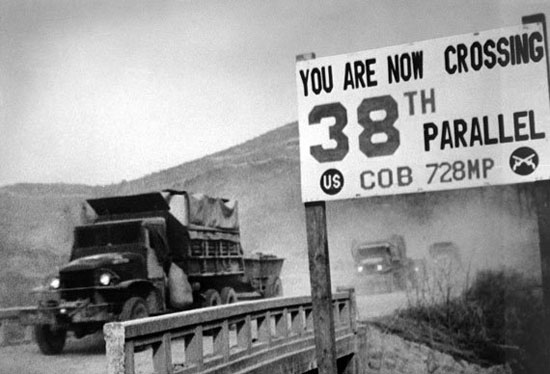 YOU ARE NOW CROSSING
38TH
PARALLEL
US COB 728MP